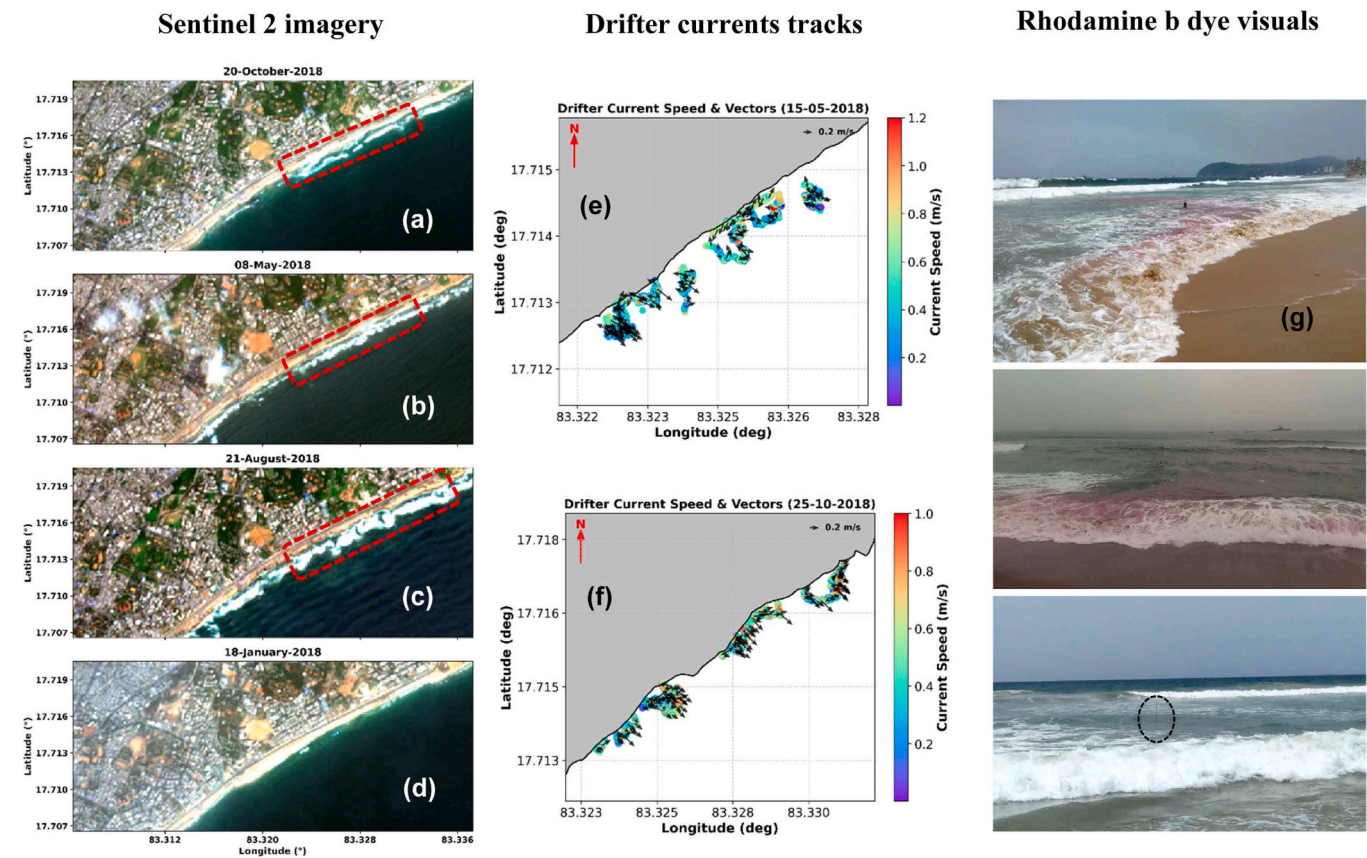 Sentinel 2 imagery
Drifter currents tracks
Rhodamine b dye visuals
20-October-2018
17.719
17.716
17.713
17.710
17.707
Latitude (°)
(a)
08-May-2018
17.719
17.716
17.713
17.710
17.707
Latitude (°)
(b)
21-August-2018
17.719
17.716
17.713
17.710
17.707
Latitude (°)
(c)
18-January-2018
17.719
17.716
17.713
17.710
17.707
Latitude (°)
(d)
83.312 83.320 83.328 83.336
Longitude (°)
Drifter Current Speed & Vectors (15-05-2018)
N
0.2 m/s
(e)
17.715
17.714
17.713
17.712
Latitude (deg)
83.322 83.323 83.325 83.326 83.328
Longitude (deg)
1.2
1.0
0.8
0.6
0.4
0.2
Current Speed (m/s)
Drifter Current Speed & Vectors (25-10-2018)
N
0.2 m/s
(f)
17.718
17.716
17.715
17.713
Latitude (deg)
83.323 83.325 83.328 83.330
Longitude (deg)
1.0
0.8
0.6
0.4
0.2
Current Speed (m/s)
(g)